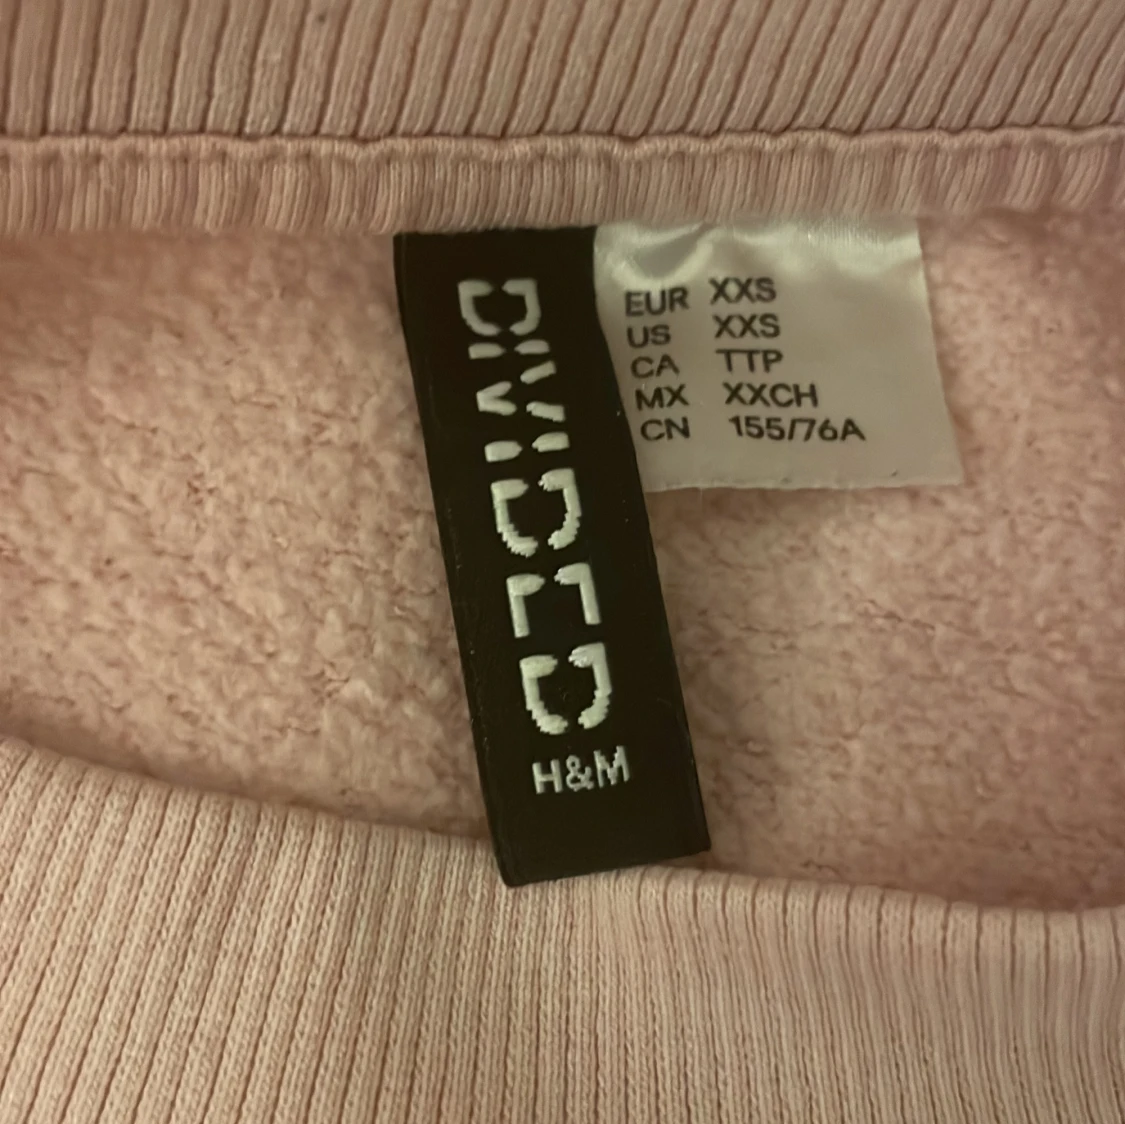 DIVIDED
H&M
EUR XXS
US XXS
CA TTP
MX XXCH
CN 155/76A